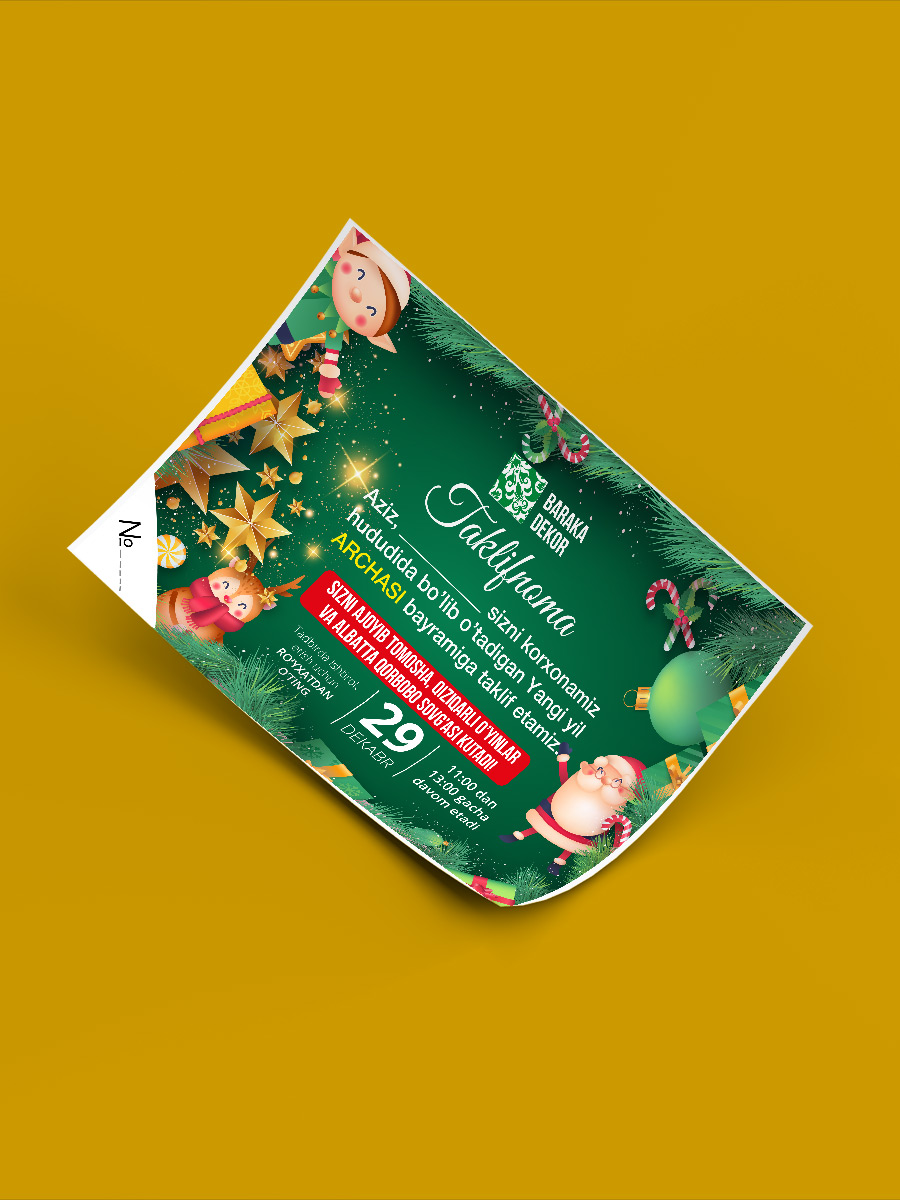 BARAKA
DEKOR
Taklifnoma
Aziz, ____________ sizni korxonamiz
hududida bo'lib o'tadigan Yangi yil
ARCHASI bayramiga taklif etamiz.
SIZNI AJOYIB TOMOSHA, QIZIQARLI O'YINLAR
VA ALBATTA QORBOBO SOVG'ASI KUTADI!
Tadbirda ishtirok
etish uchun
RO'YXATDAN
O'TING
29
DEKABR
11:00 dan
13:00 gacha
davom etadi
№ _____